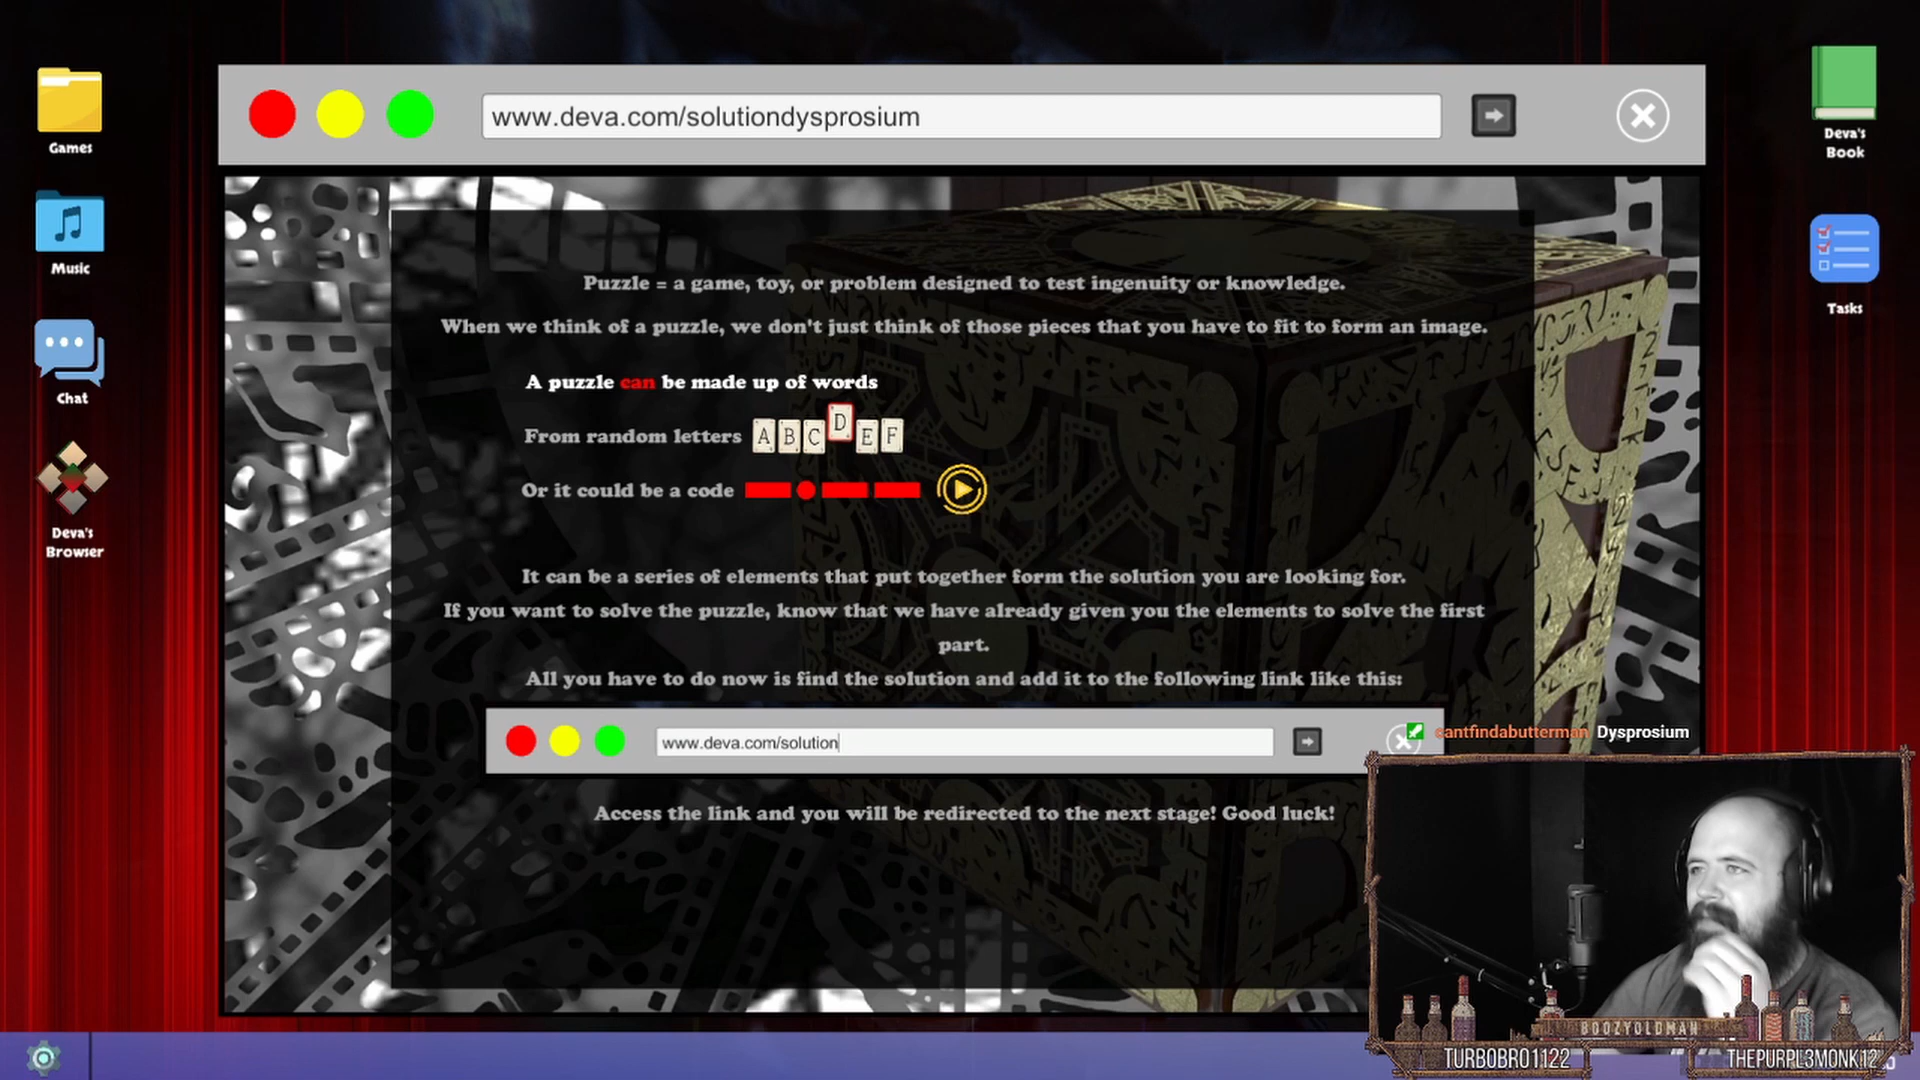 Games
Music
Chat
Deva's
Browser
www.deva.com/solutiondysprosium
Deva's
Book
Tasks
Puzzle = a game, toy, or problem designed to test ingenuity or knowledge.
When we think of a puzzle, we don't just think of those pieces that you have to fit to form an image.
A puzzle can be made up of words
From random letters A B C D E F
Or it could be a code
It can be a series of elements that put together form the solution you are looking for.
If you want to solve the puzzle, know that we have already given you the elements to solve the first
part.
All you have to do now is find the solution and add it to the following link like this:
www.deva.com/solution
cantfindabutterman Dysprosium
Access the link and you will be redirected to the next stage! Good luck!
BOOZYOLDMAN
TURBOBRO1122
THEPURPL3MONK12